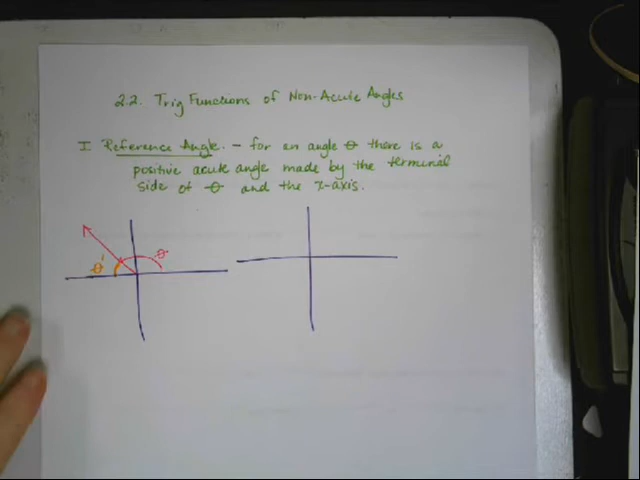 2.2. Trig Functions of Non-Acute Angles
I Reference Angle. - for an angle θ there is a
positive acute angle made by the terminal
side of θ and the x-axis.
θ' θ